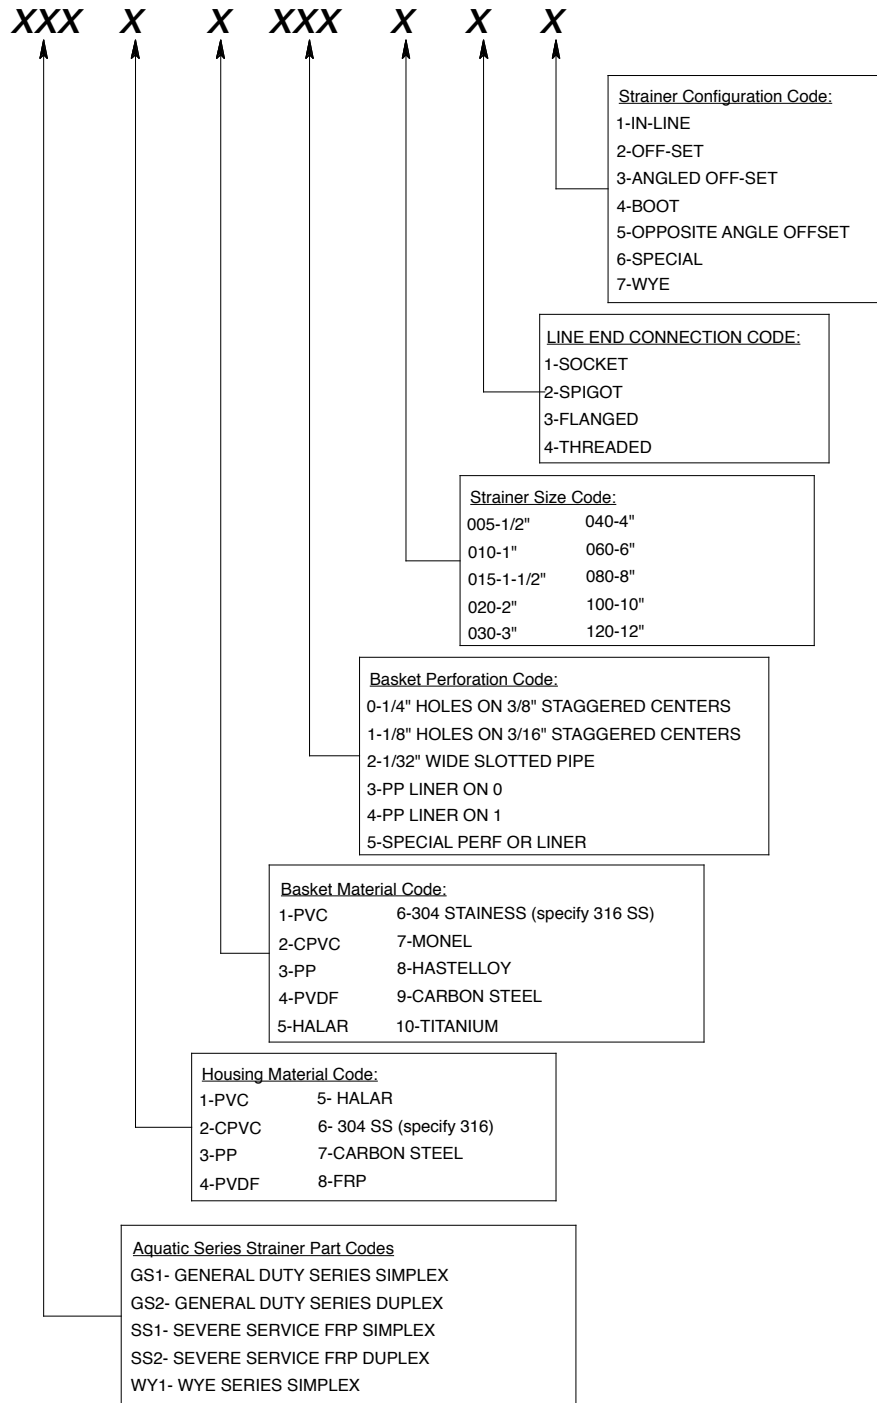 XXX X X XXX X X X
Strainer Configuration Code:
1-IN-LINE
2-OFF-SET
3-ANGLED OFF-SET
4-BOOT
5-OPPOSITE ANGLE OFFSET
6-SPECIAL
7-WYE
LINE END CONNECTION CODE:
1-SOCKET
2-SPIGOT
3-FLANGED
4-THREADED
Strainer Size Code:
005-1/2" 040-4"
010-1" 060-6"
015-1-1/2" 080-8"
020-2" 100-10"
030-3" 120-12"
Basket Perforation Code:
0-1/4" HOLES ON 3/8" STAGGERED CENTERS
1-1/8" HOLES ON 3/16" STAGGERED CENTERS
2-1/32" WIDE SLOTTED PIPE
3-PP LINER ON 0
4-PP LINER ON 1
5-SPECIAL PERF OR LINER
Basket Material Code:
1-PVC 6-304 STAINESS (specify 316 SS)
2-CPVC 7-MONEL
3-PP 8-HASTELLOY
4-PVDF 9-CARBON STEEL
5-HALAR 10-TITANIUM
Housing Material Code:
1-PVC 5- HALAR
2-CPVC 6- 304 SS (specify 316)
3-PP 7-CARBON STEEL
4-PVDF 8-FRP
Aquatic Series Strainer Part Codes
GS1- GENERAL DUTY SERIES SIMPLEX
GS2- GENERAL DUTY SERIES DUPLEX
SS1- SEVERE SERVICE FRP SIMPLEX
SS2- SEVERE SERVICE FRP DUPLEX
WY1- WYE SERIES SIMPLEX